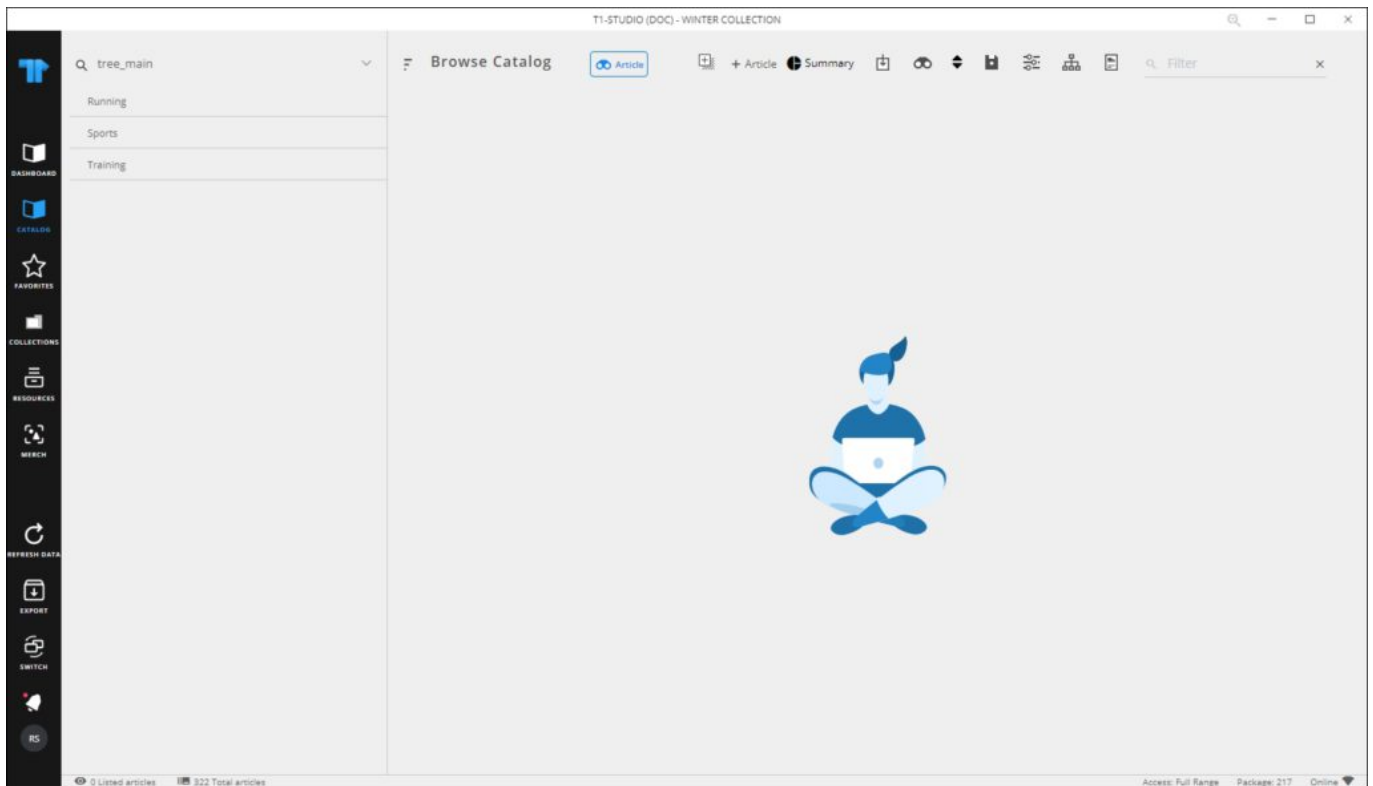 T1-STUDIO (DOC) - WINTER COLLECTION
tree_main
Browse Catalog
Article
+ Article
Summary
Filter
Running
Sports
Training
DASHBOARD
CATALOG
FAVORITES
COLLECTIONS
RESOURCES
MERCH
REFRESH DATA
EXPORT
SWITCH
RS
0 Listed articles
322 Total articles
Access: Full Range
Package: 217
Online